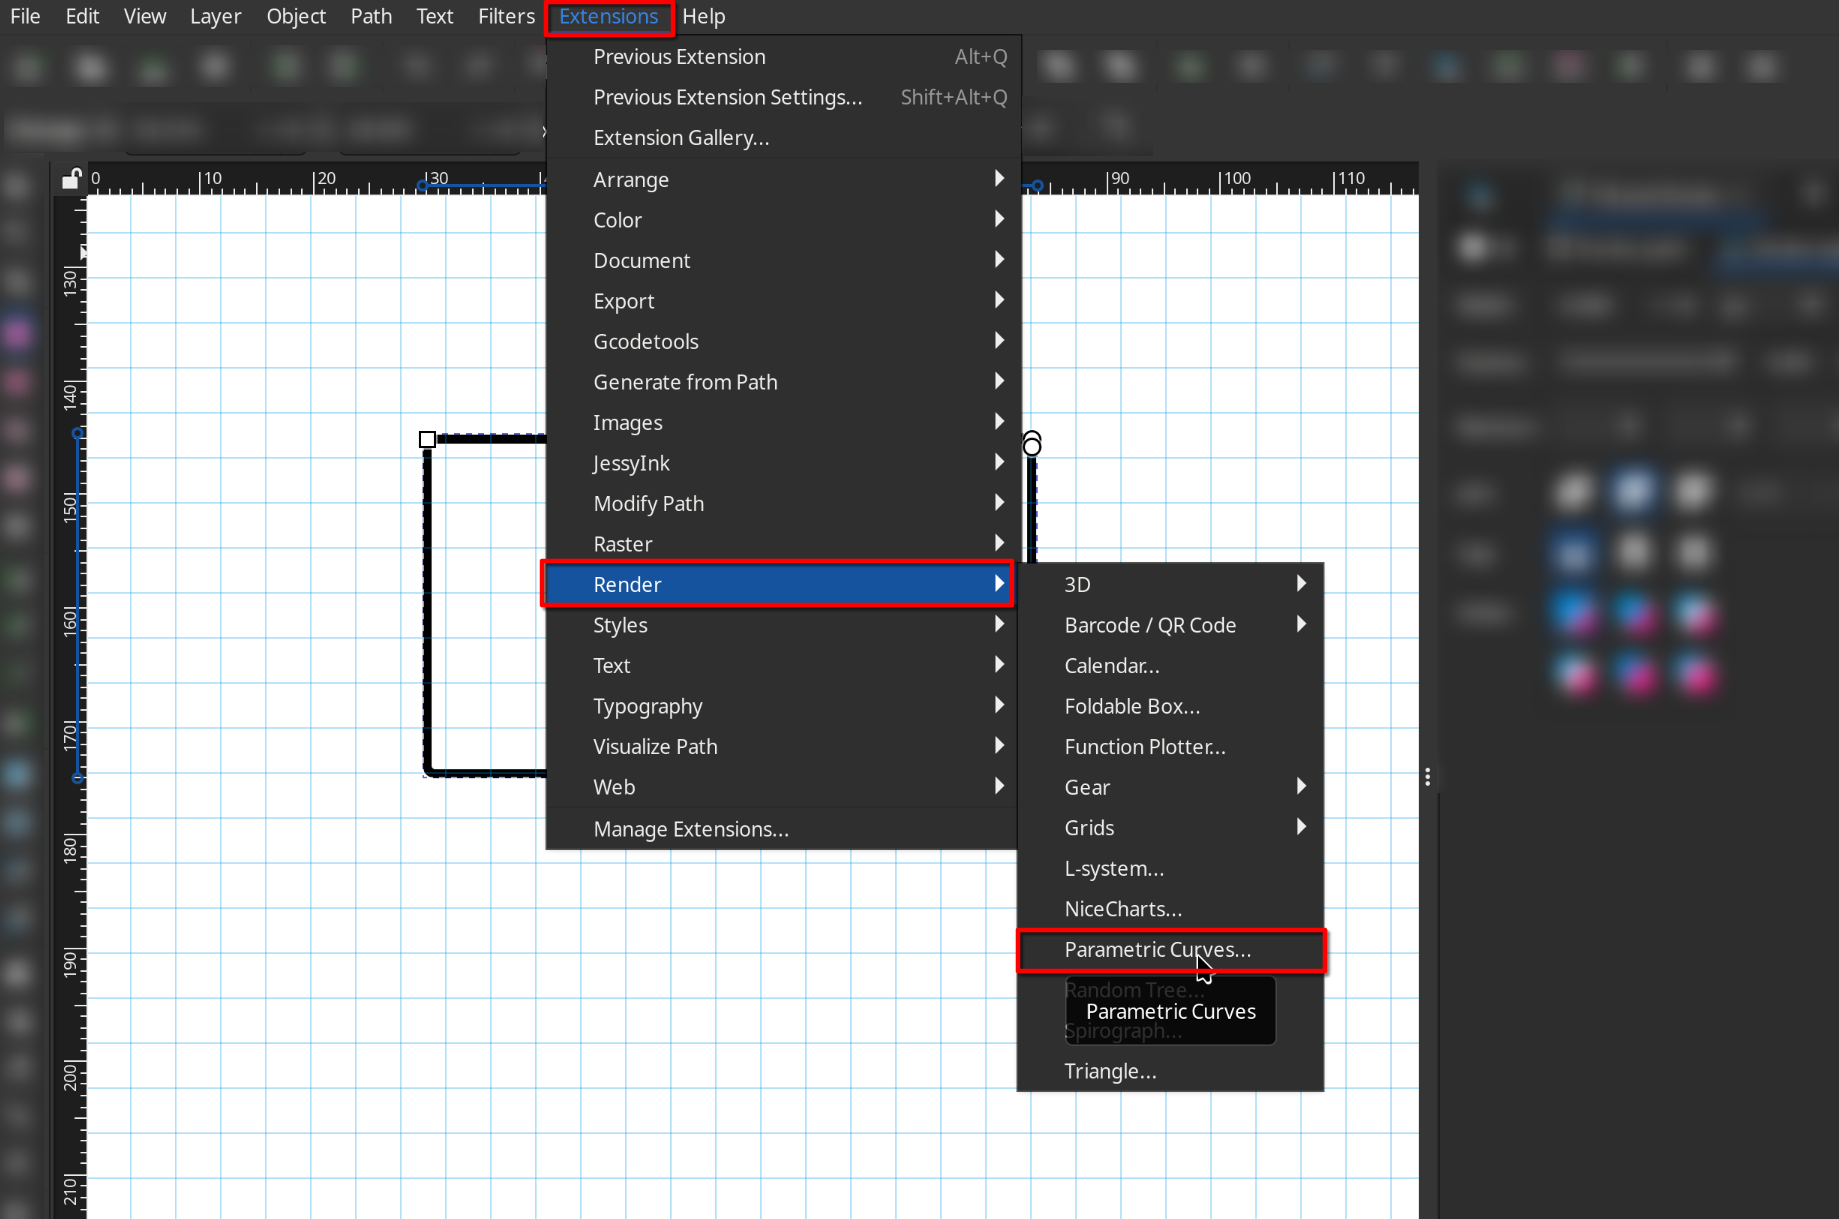 File Edit View Layer Object Path Text Filters Extensions Help
Previous Extension Alt+Q
Previous Extension Settings... Shift+Alt+Q
Extension Gallery...
0 10 20 30 90 100 110
Arrange
Color
Document
Export
Gcodetools
Generate from Path
Images
JessyInk
Modify Path
Raster
Render
Styles
Text
Typography
Visualize Path
Web
Manage Extensions...
3D
Barcode / QR Code
Calendar...
Foldable Box...
Function Plotter...
Gear
Grids
L-system...
NiceCharts...
Parametric Curves...
Random Tree...
Parametric Curves
Spirograph...
Triangle...
130
140
150
160
170
180
190
200
210